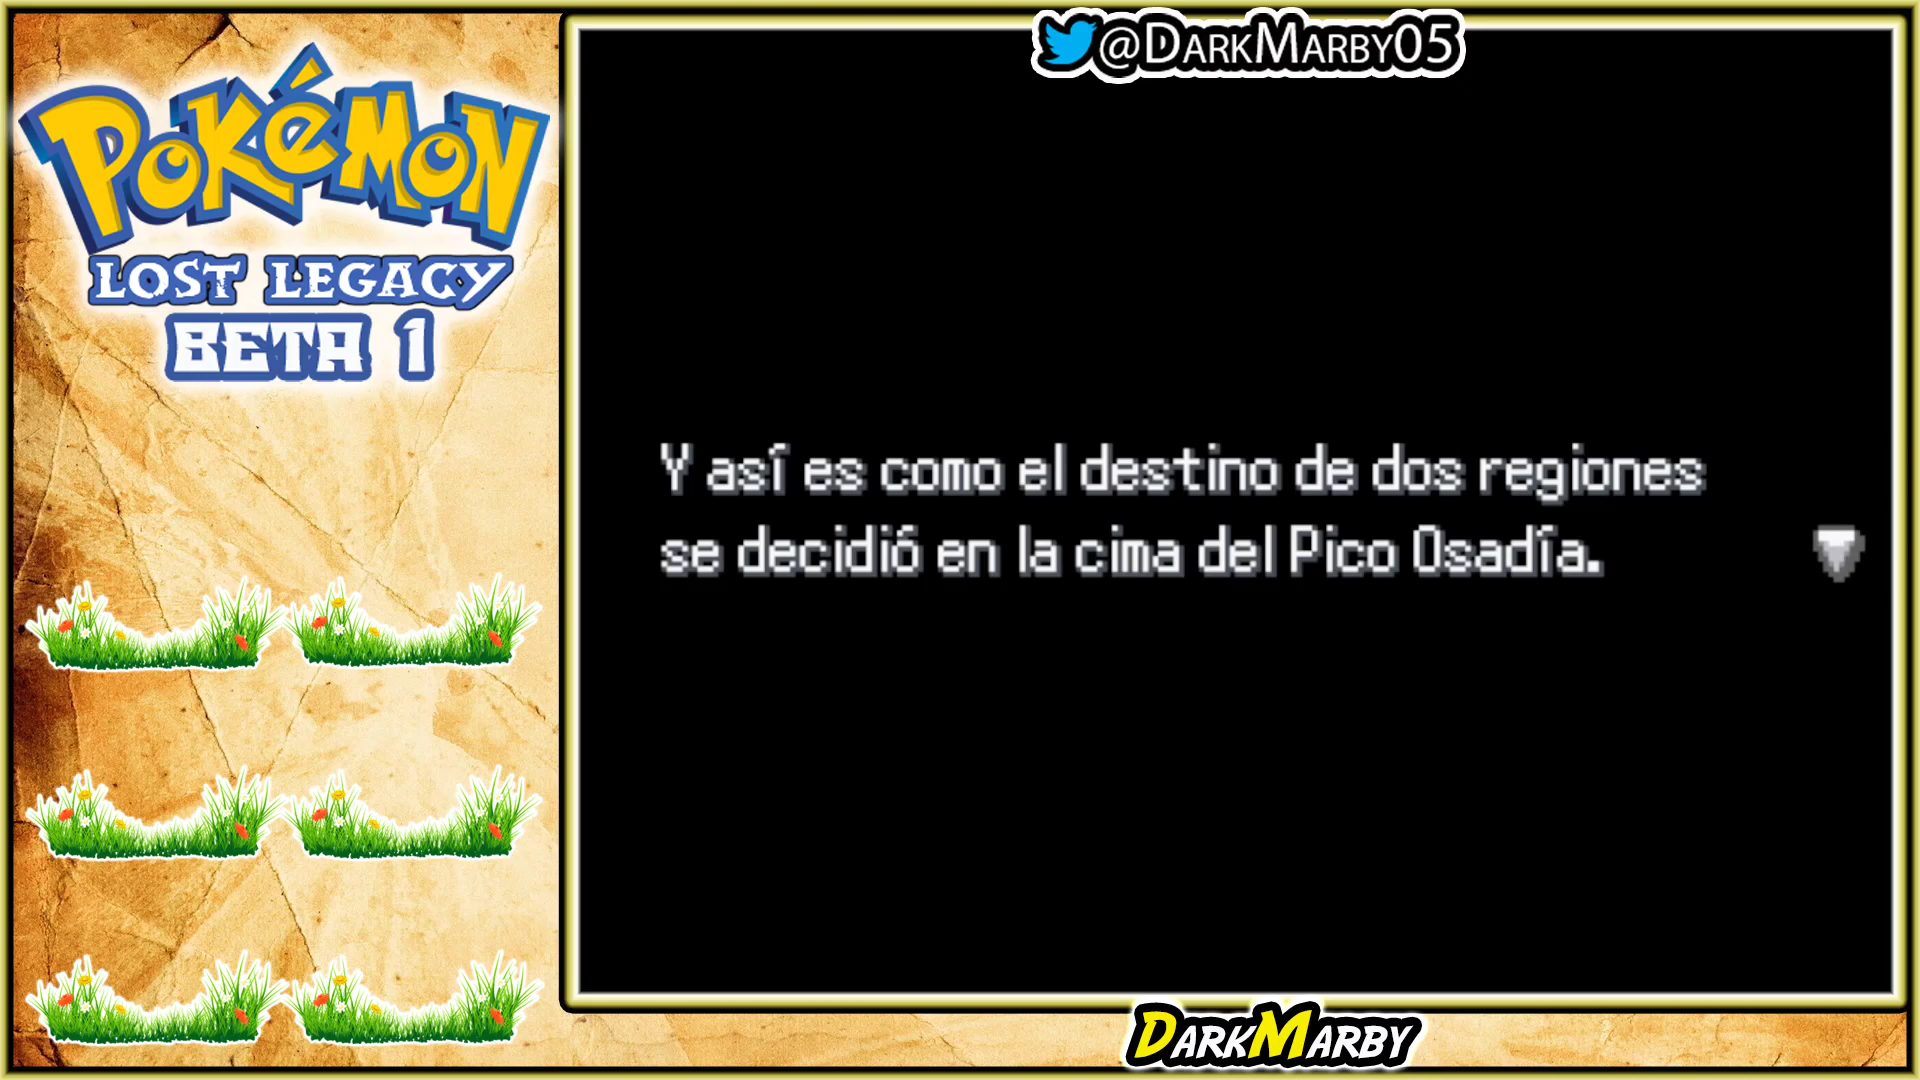 @DarkMarby05
Pokémon
LOST LEGACY
BETA 1
Y así es como el destino de dos regiones
se decidió en la cima del Pico Osadía.
DarkMarby